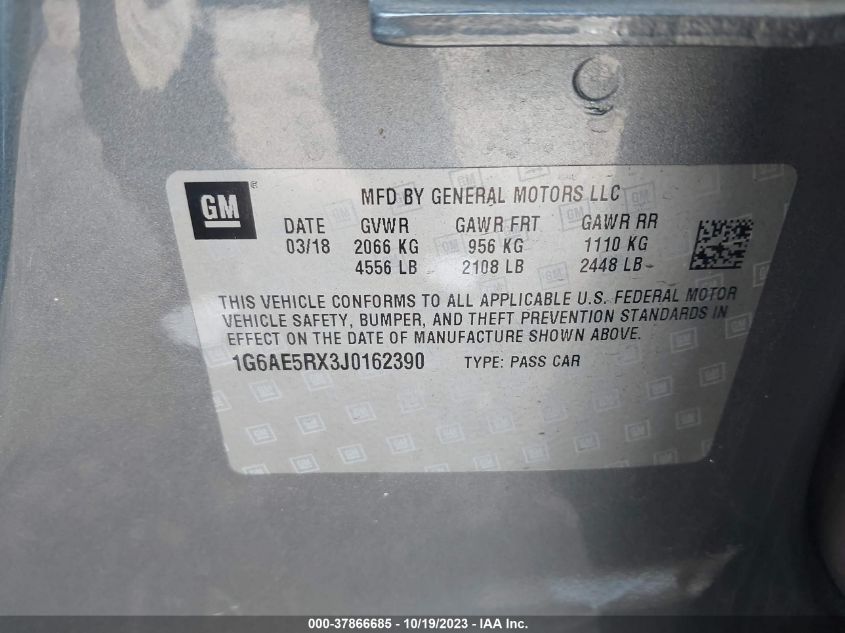 GM®
MFD BY GENERAL MOTORS LLC
DATE GVWR GAWR FRT GAWR RR
03/18 2066 KG 956 KG 1110 KG
4556 LB 2108 LB 2448 LB
THIS VEHICLE CONFORMS TO ALL APPLICABLE U.S. FEDERAL MOTOR
VEHICLE SAFETY, BUMPER, AND THEFT PREVENTION STANDARDS IN
EFFECT ON THE DATE OF MANUFACTURE SHOWN ABOVE.
1G6AE5RX3J0162390 TYPE: PASS CAR
000-37866685 - 10/19/2023 - IAA Inc.